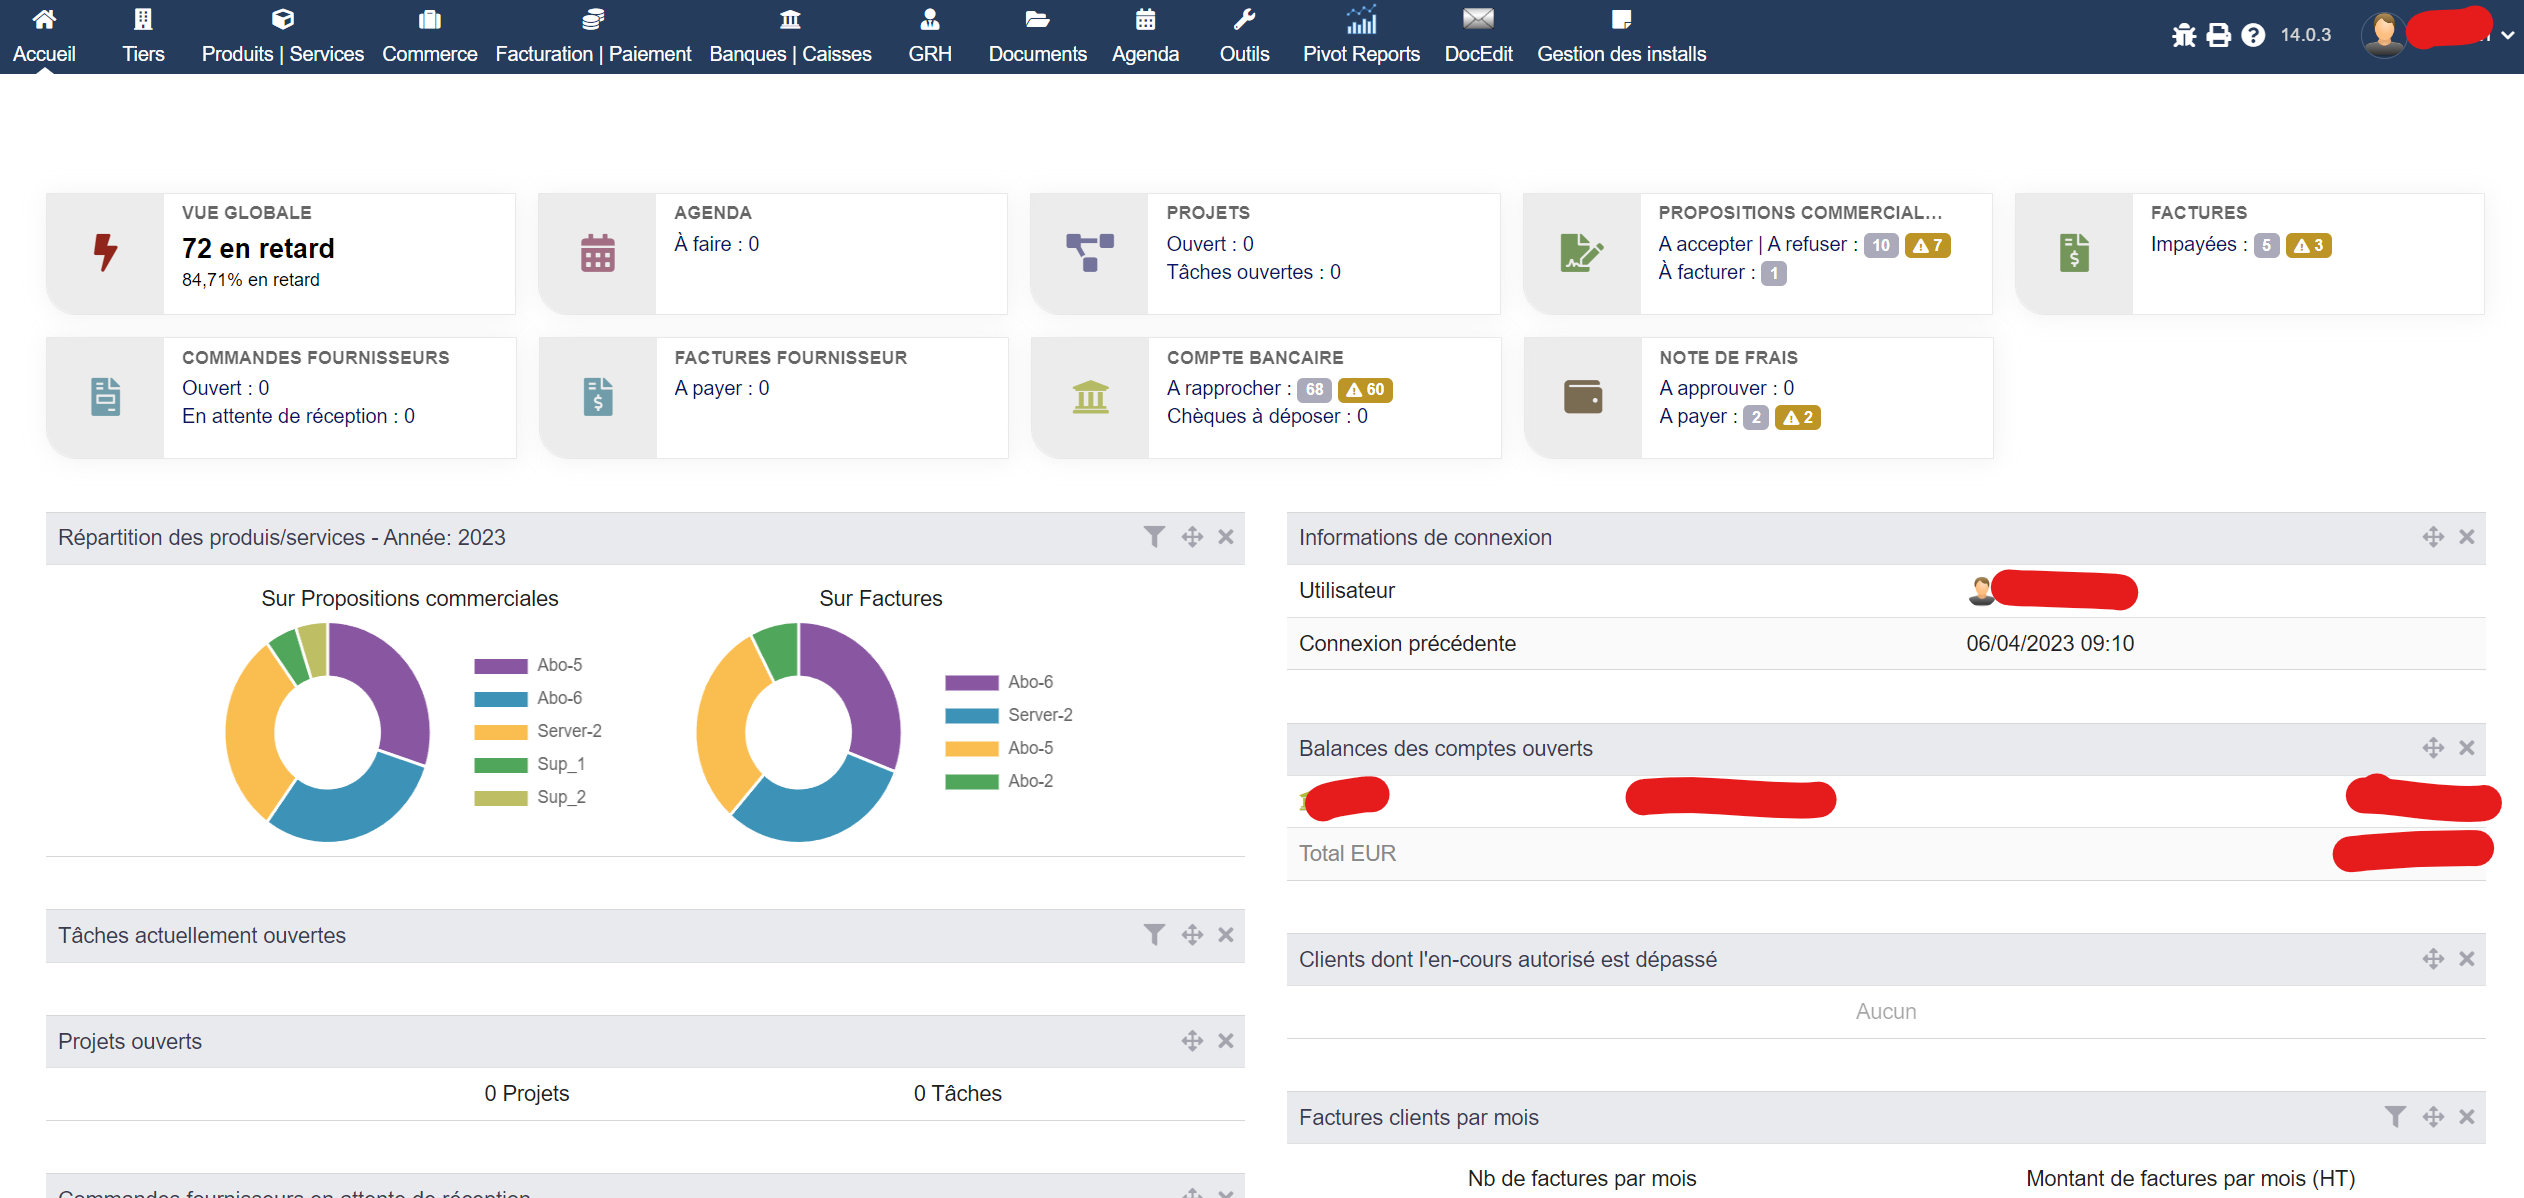 Accueil Tiers Produits | Services Commerce Facturation | Paiement Banques | Caisses GRH Documents Agenda Outils Pivot Reports DocEdit Gestion des installs
14.0.3
VUE GLOBALE
72 en retard
84,71% en retard
AGENDA
À faire : 0
PROJETS
Ouvert : 0
Tâches ouvertes : 0
PROPOSITIONS COMMERCIAL...
A accepter | A refuser : 10 7
À facturer : 1
FACTURES
Impayées : 5 3
COMMANDES FOURNISSEURS
Ouvert : 0
En attente de réception : 0
FACTURES FOURNISSEUR
A payer : 0
COMPTE BANCAIRE
A rapprocher : 68 60
Chèques à déposer : 0
NOTE DE FRAIS
A approuver : 0
A payer : 2 2
Répartition des produis/services - Année: 2023
Sur Propositions commerciales
Abo-5
Abo-6
Server-2
Sup_1
Sup_2
Sur Factures
Abo-6
Server-2
Abo-5
Abo-2
Tâches actuellement ouvertes
Projets ouverts
0 Projets 0 Tâches
Commandes fournisseurs en attente de réception
Informations de connexion
Utilisateur
Connexion précédente 06/04/2023 09:10
Balances des comptes ouverts
Total EUR
Clients dont l'en-cours autorisé est dépassé
Aucun
Factures clients par mois
Nb de factures par mois Montant de factures par mois (HT)